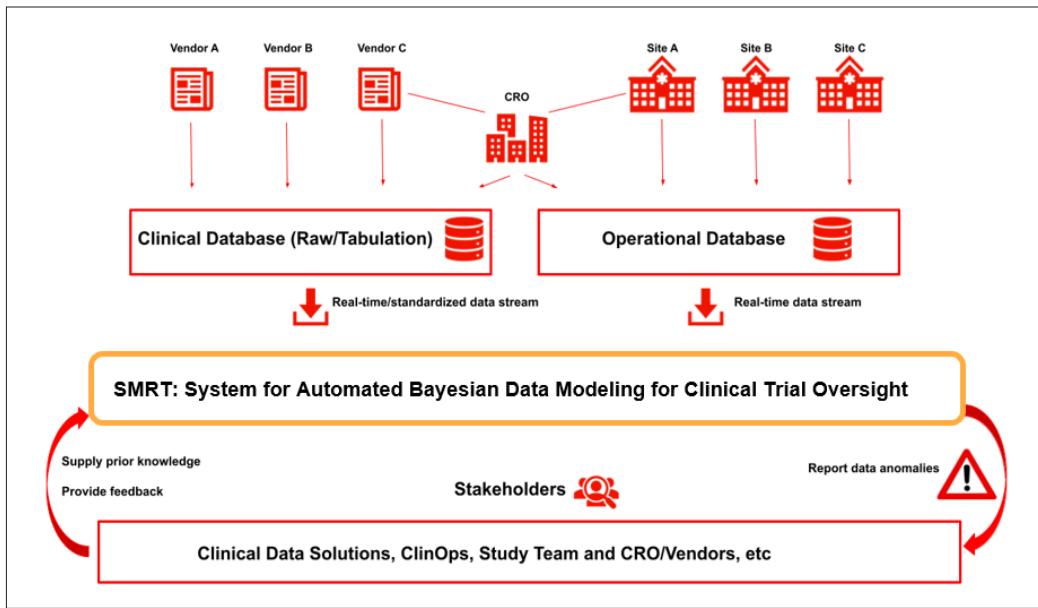 Vendor A
Vendor B
Vendor C
Site A
Site B
Site C
CRO
Clinical Database (Raw/Tabulation)
Operational Database
Real-time/standardized data stream
Real-time data stream
SMRT: System for Automated Bayesian Data Modeling for Clinical Trial Oversight
Supply prior knowledge
Provide feedback
Stakeholders
Report data anomalies
Clinical Data Solutions, ClinOps, Study Team and CRO/Vendors, etc